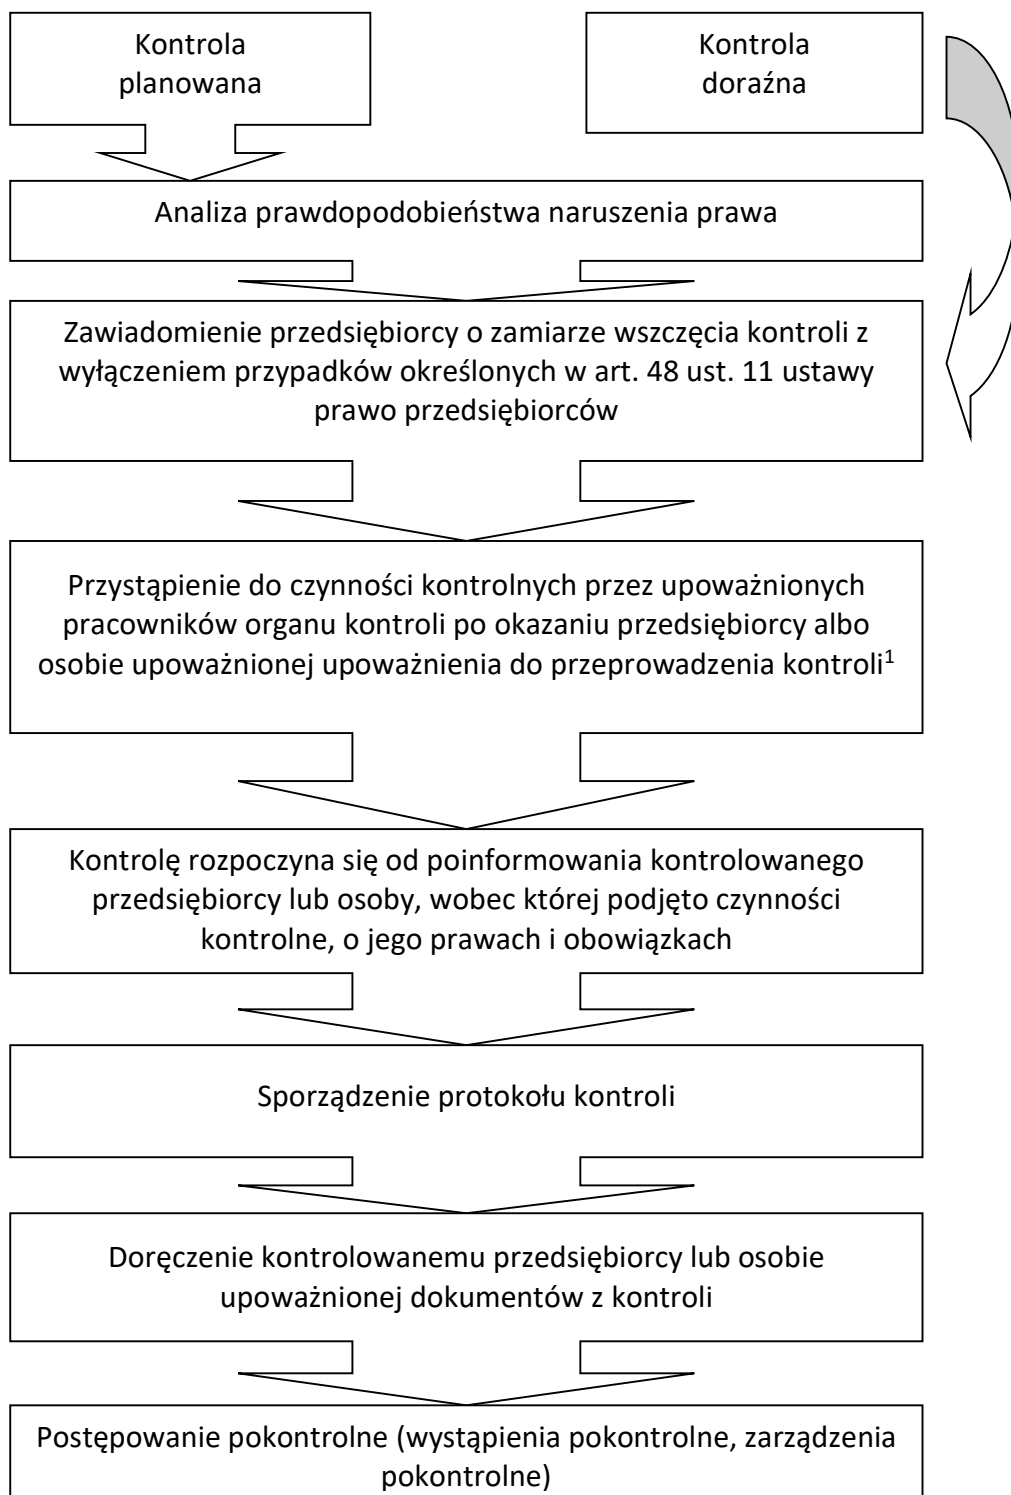 Kontrola
planowana
Kontrola
doraźna
Analiza prawdopodobieństwa naruszenia prawa
Zawiadomienie przedsiębiorcy o zamiarze wszczęcia kontroli z
wyłączeniem przypadków określonych w art. 48 ust. 11 ustawy
prawo przedsiębiorców
Przystąpienie do czynności kontrolnych przez upoważnionych
pracowników organu kontroli po okazaniu przedsiębiorcy albo
osobie upoważnionej upoważnienia do przeprowadzenia kontroli¹
Kontrolę rozpoczyna się od poinformowania kontrolowanego
przedsiębiorcy lub osoby, wobec której podjęto czynności
kontrolne, o jego prawach i obowiązkach
Sporządzenie protokołu kontroli
Doręczenie kontrolowanemu przedsiębiorcy lub osobie
upoważnionej dokumentów z kontroli
Postępowanie pokontrolne (wystąpienia pokontrolne, zarządzenia
pokontrolne)